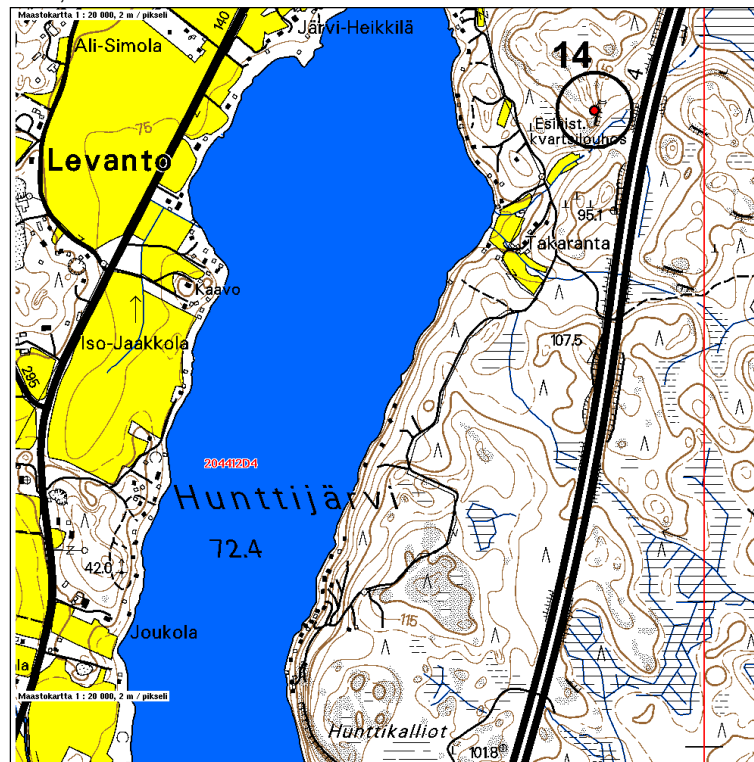 Maastokartta 1 : 20 000, 2 m / pikseli
140
Järvi-Heikkilä
Ali-Simola
14
4
75
Esihist.
kvartsilouhos
Levanto
95.1
Takaranta
Kaavo
Iso-Jaakkola
107.5
295
204412D4
Hunttijärvi
72.4
42.0
115
Joukola
la
Maastokartta 1 : 20 000, 2 m / pikseli
Hunttikalliot
101.8